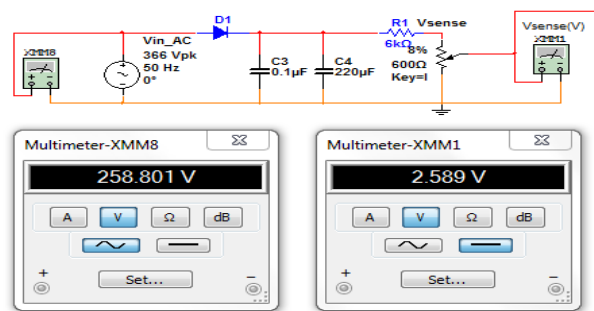 D1
R1
Vsense
Vsense(V)
XMM8
Vin_AC
6kΩ
8%
XMM1
366 Vpk
50 Hz
0°
C3
0.1µF
C4
220µF
600Ω
Key=I
Multimeter-XMM8
258.801 V
A V Ω dB
+ Set... −
Multimeter-XMM1
2.589 V
A V Ω dB
+ Set... −